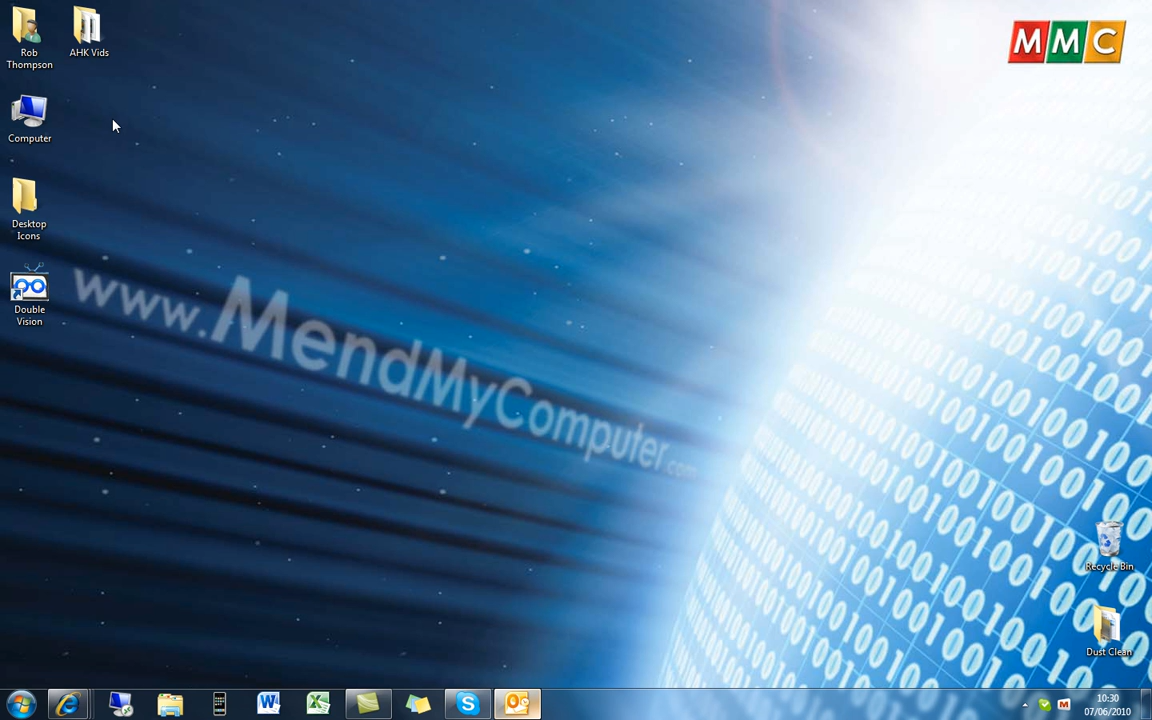 Rob
Thompson
AHK Vids
MMC
Computer
Desktop
Icons
Double
Vision
www.MendMyComputer.com
Recycle Bin
Dust Clean
10:30
07/06/2010